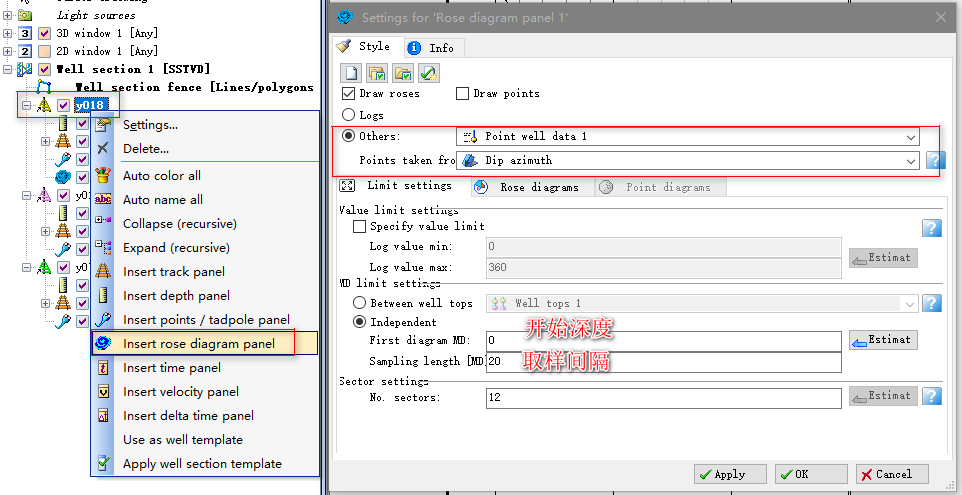 Light sources
3D window 1 [Any]
2D window 1 [Any]
Well section 1 [SSTVD]
Well section fence [Lines/polygons
y018
Settings...
Delete...
Auto color all
Auto name all
Collapse (recursive)
Expand (recursive)
Insert track panel
Insert depth panel
Insert points / tadpole panel
Insert rose diagram panel
Insert time panel
Insert velocity panel
Insert delta time panel
Use as well template
Apply well section template
Settings for 'Rose diagram panel 1'
Style
Info
Draw roses
Draw points
Logs
Others:
Point well data 1
Points taken fro
Dip azimuth
Limit settings
Rose diagrams
Point diagrams
Value limit settings
Specify value limit
Log value min:
0
Log value max:
360
Estimat
MD limit settings
Between well tops
Well tops 1
Independent
开始深度
First diagram MD:
0
Estimat
取样间隔
Sampling length [MD]
20
Sector settings
No. sectors:
12
Estimat
Apply
OK
Cancel